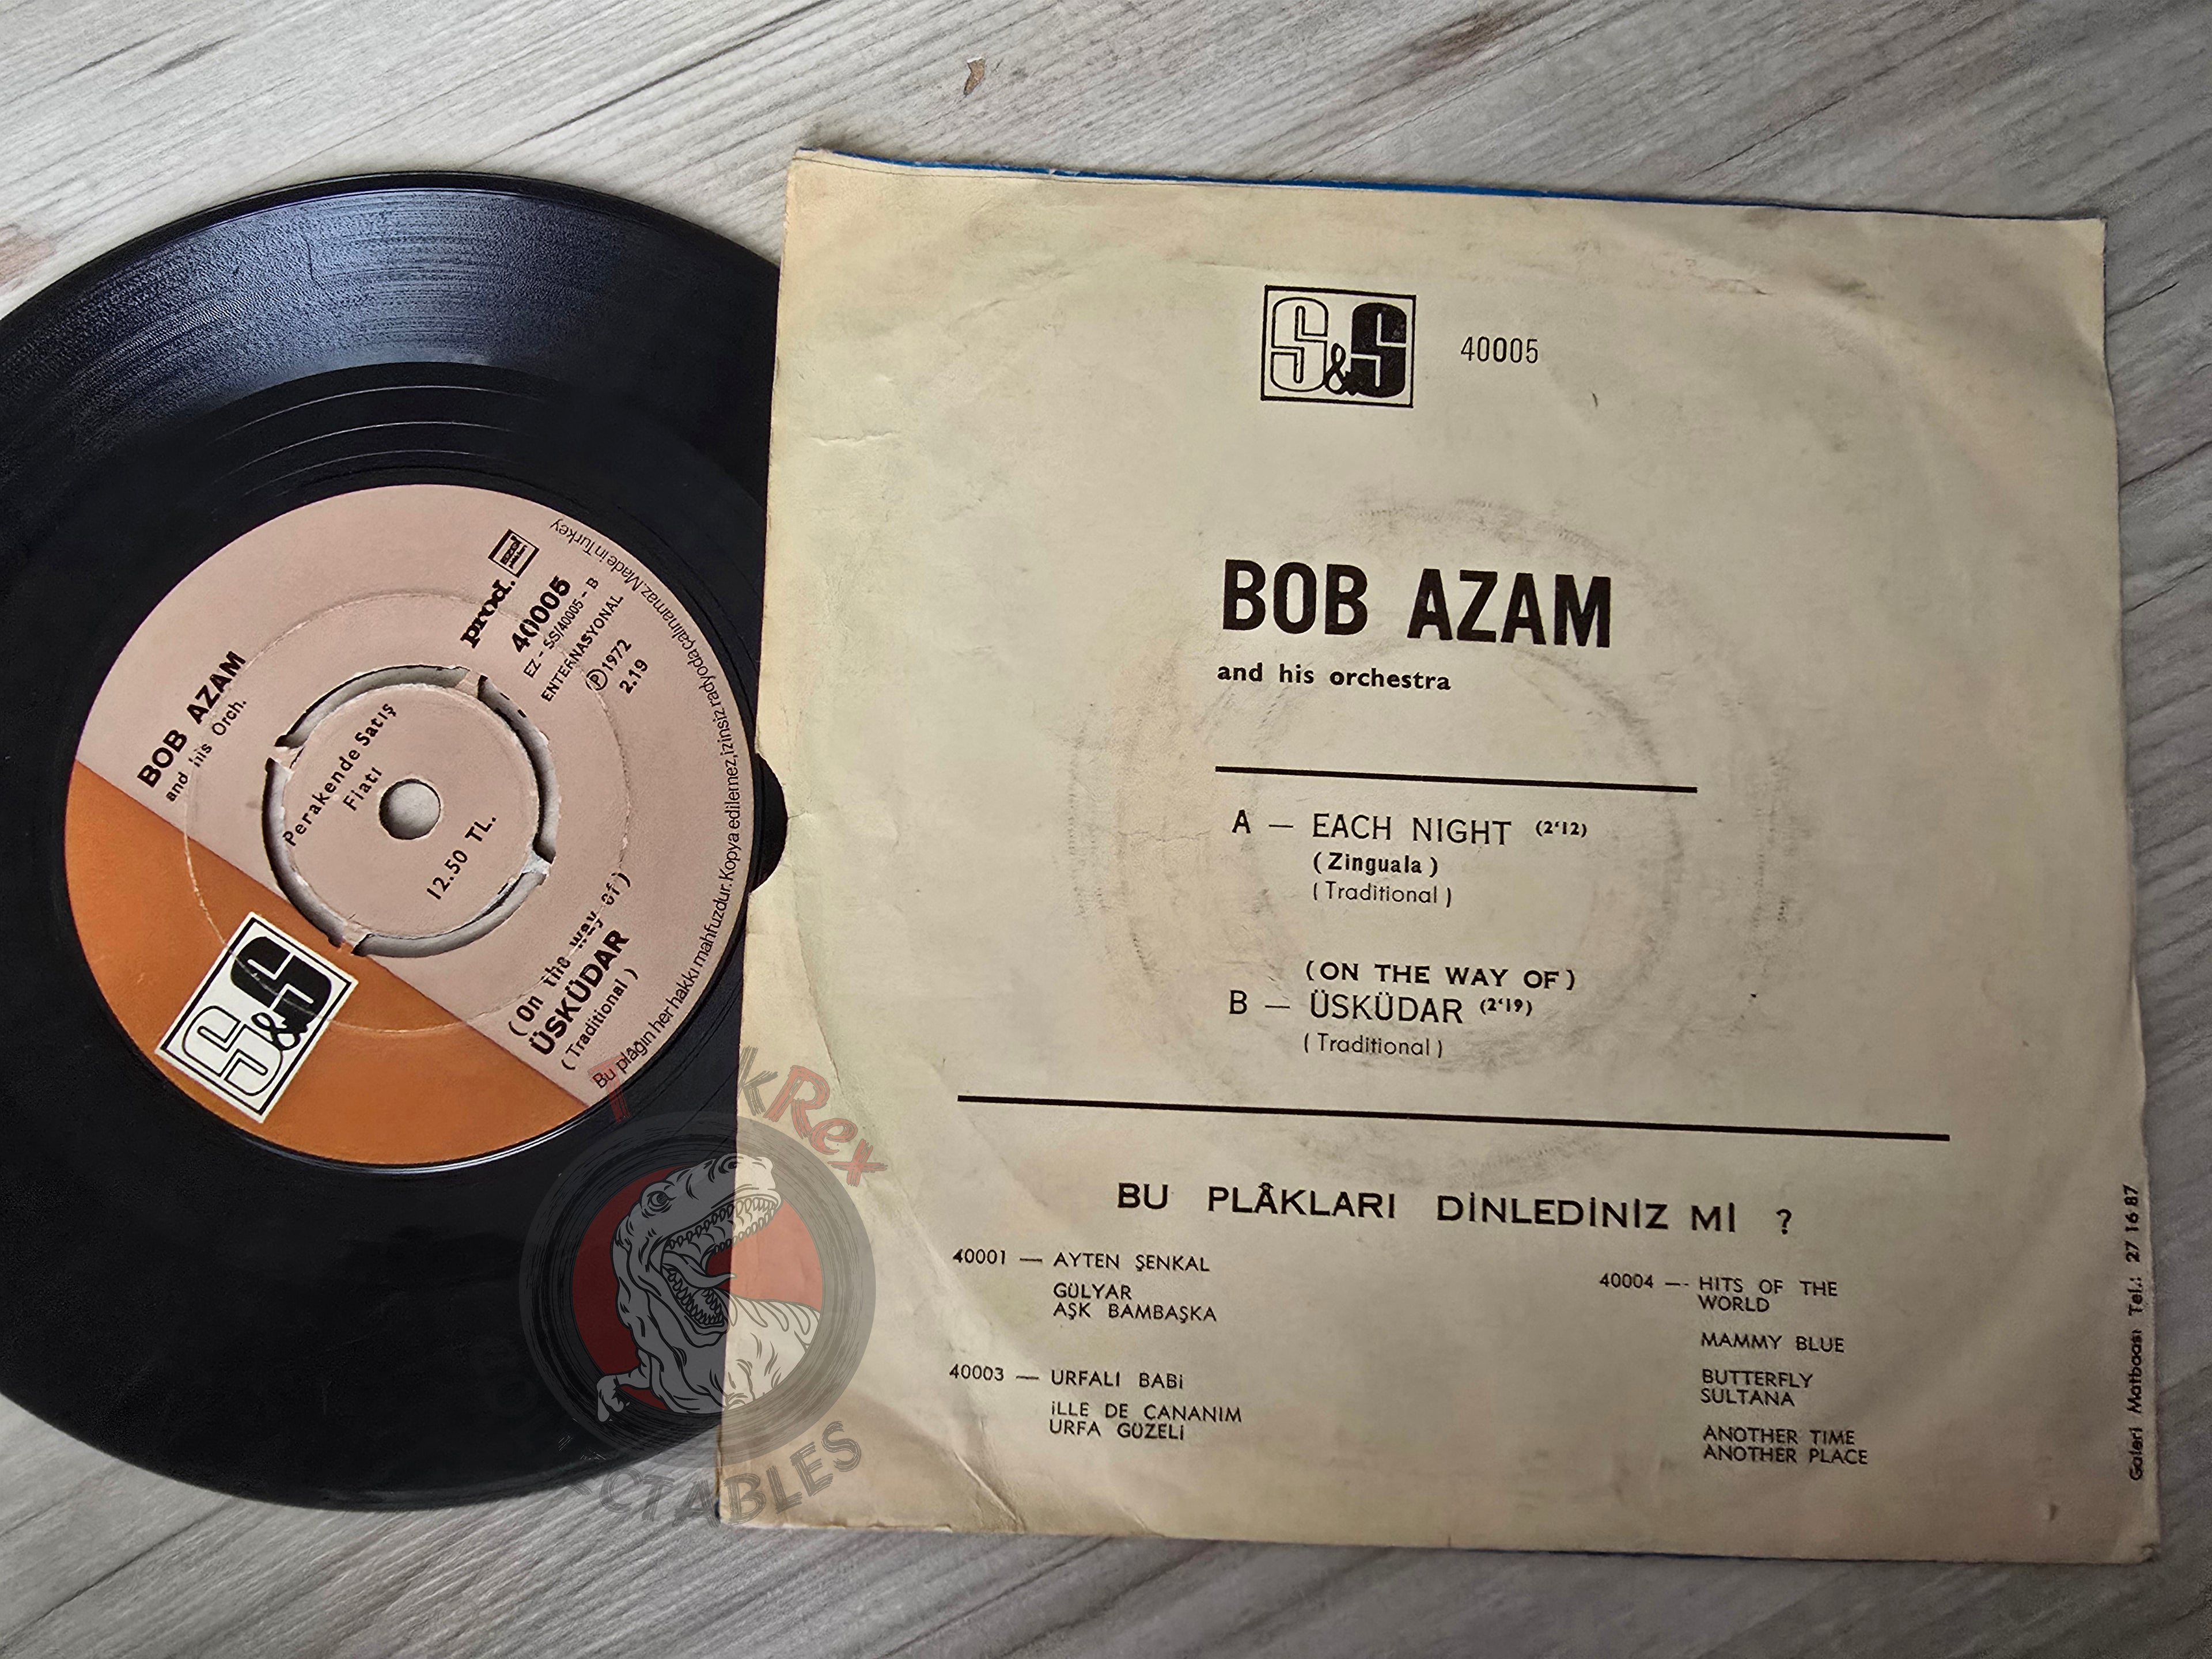 BOB AZAM
and his Orch.
prod.
40005
EZ - SS/40005 - B
ENTERNASYONAL
Ⓟ 1972
2.19
Perakende Satış
Fiatı
12.50 TL.
S&S
(On the way of)
ÜSKÜDAR
(Traditional)
Bu plağın her hakkı mahfuzdur. Kopya edilemez, izinsiz radyoda çalınamaz. Made in Turkey
S&S
40005
BOB AZAM
and his orchestra
A — EACH NIGHT (2'12)
(Zinguala)
(Traditional)
(ON THE WAY OF)
B — ÜSKÜDAR (2'19)
(Traditional)
BU PLÂKLARI DİNLEDİNİZ Mİ ?
40001 — AYTEN ŞENKAL
GÜLYAR
AŞK BAMBAŞKA
40003 — URFALI BABİ
İLLE DE CANANIM
URFA GÜZELİ
40004 — HITS OF THE
WORLD
MAMMY BLUE
BUTTERFLY
SULTANA
ANOTHER TIME
ANOTHER PLACE
Galeri Matbaası Tel.: 27 16 87